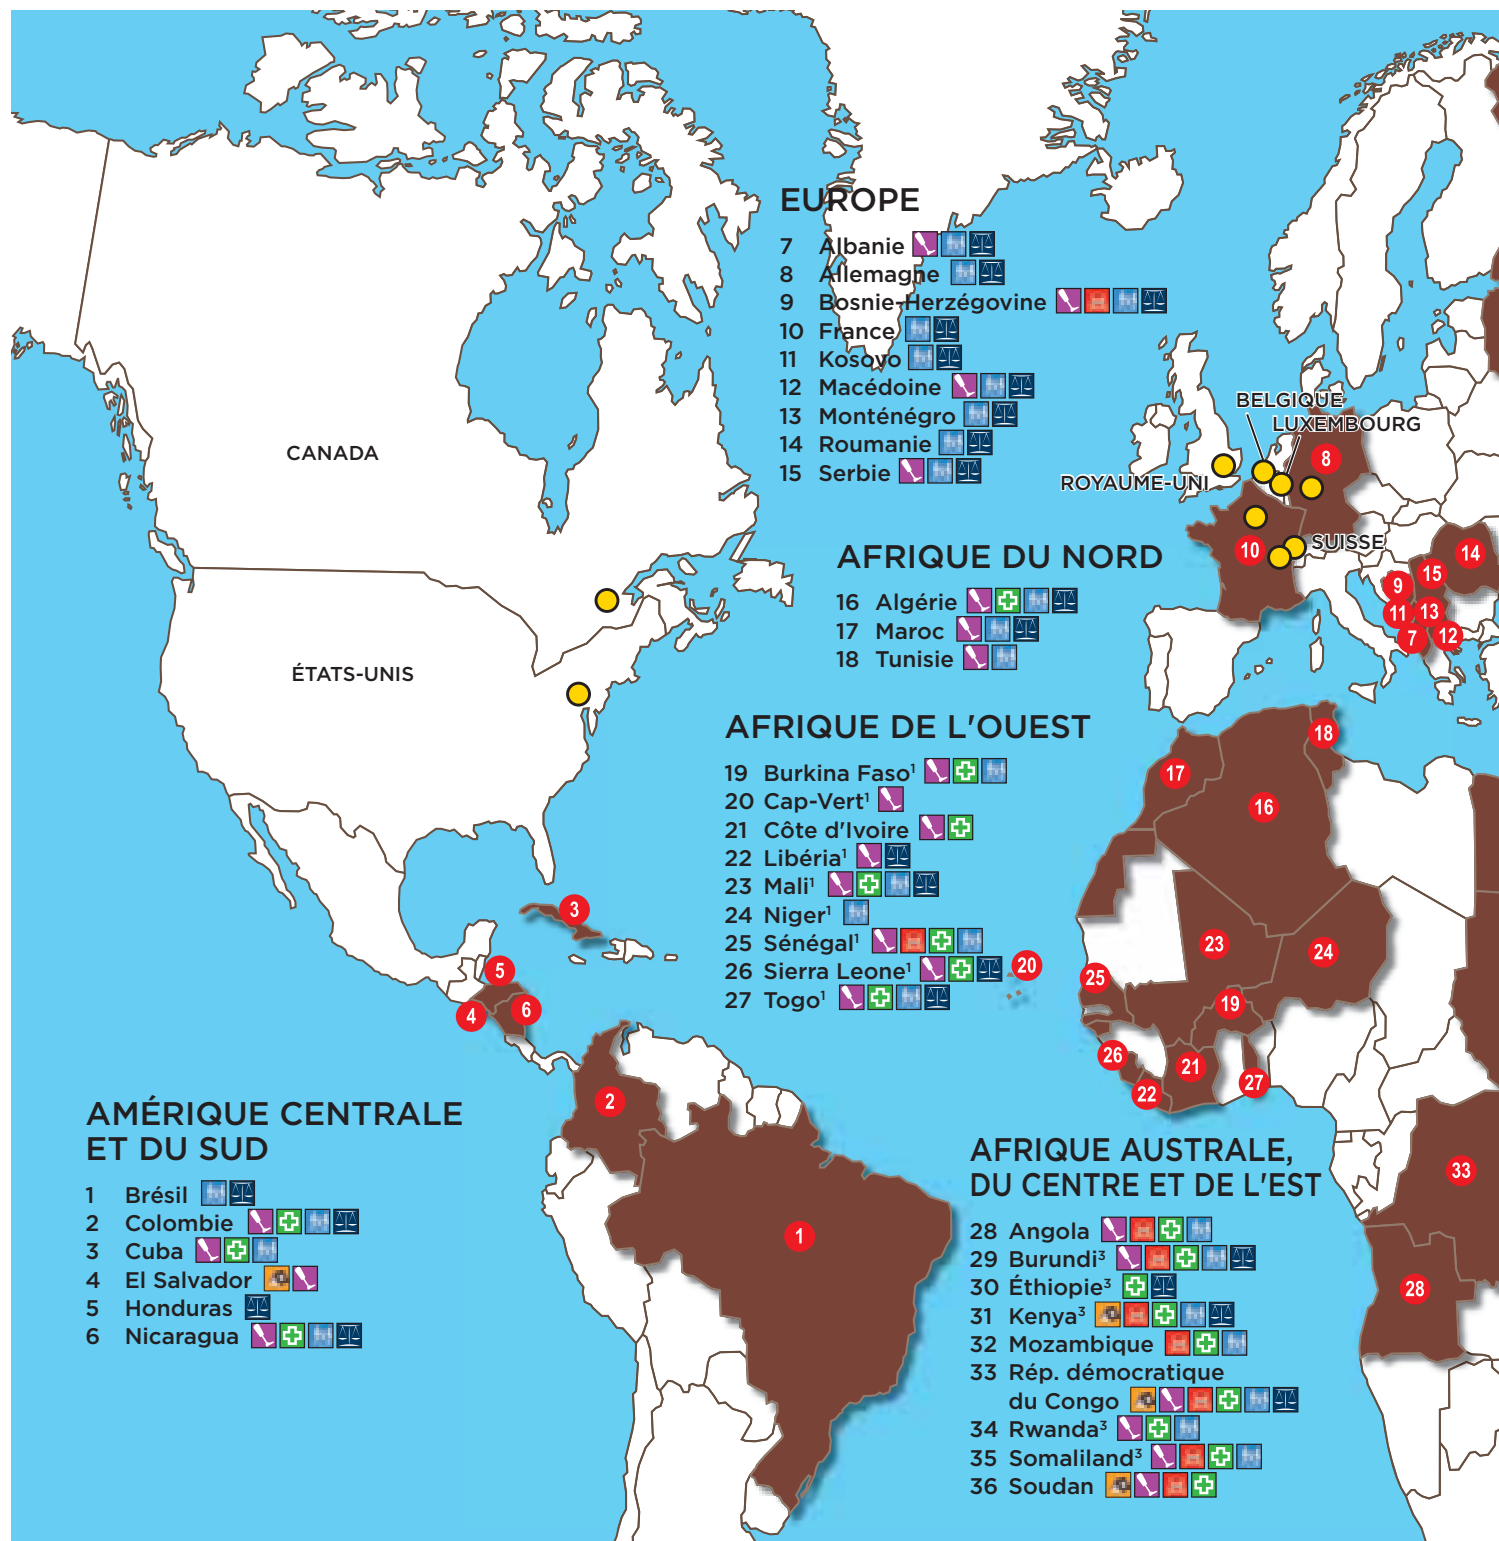 EUROPE
7 Albanie
8 Allemagne
9 Bosnie-Herzégovine
10 France
11 Kosovo
12 Macédoine
13 Monténégro
14 Roumanie
15 Serbie
BELGIQUE
LUXEMBOURG
ROYAUME-UNI
SUISSE
CANADA
ÉTATS-UNIS
8
10
14
15
9
11
13
7
12
AFRIQUE DU NORD
16 Algérie
17 Maroc
18 Tunisie
AFRIQUE DE L'OUEST
19 Burkina Faso¹
20 Cap-Vert¹
21 Côte d'Ivoire
22 Libéria¹
23 Mali¹
24 Niger¹
25 Sénégal¹
26 Sierra Leone¹
27 Togo¹
18
17
16
3
23
24
20
25
5
19
4
6
26
21
22
27
2
33
1
28
AMÉRIQUE CENTRALE
ET DU SUD
1 Brésil
2 Colombie
3 Cuba
4 El Salvador
5 Honduras
6 Nicaragua
AFRIQUE AUSTRALE,
DU CENTRE ET DE L'EST
28 Angola
29 Burundi³
30 Éthiopie³
31 Kenya³
32 Mozambique
33 Rép. démocratique
du Congo
34 Rwanda³
35 Somaliland³
36 Soudan